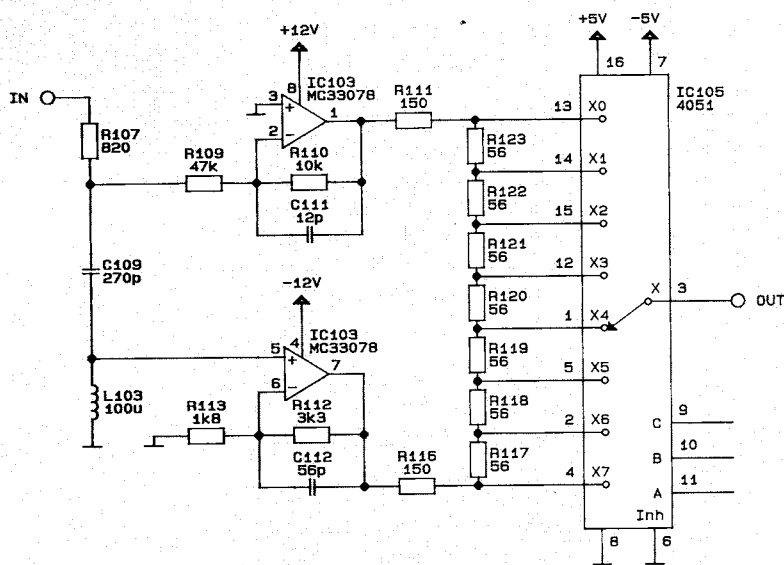 +12V
+5V
-5V
16
7
IC103
MC33078
IC105
4051
IN
3
8
+
1
2
−
R111
150
13
X0
R107
820
R123
56
R109
47k
R110
10k
14
X1
R122
56
C111
12p
15
X2
R121
56
C109
270p
12
X3
-12V
R120
56
X
3
OUT
1
X4
IC103
MC33078
5
4
+
7
6
−
R119
56
5
X5
L103
100u
R113
1k8
R112
3k3
R118
56
2
X6
C
9
C112
56p
R116
150
R117
56
B
10
4
X7
A
11
Inh
8
6